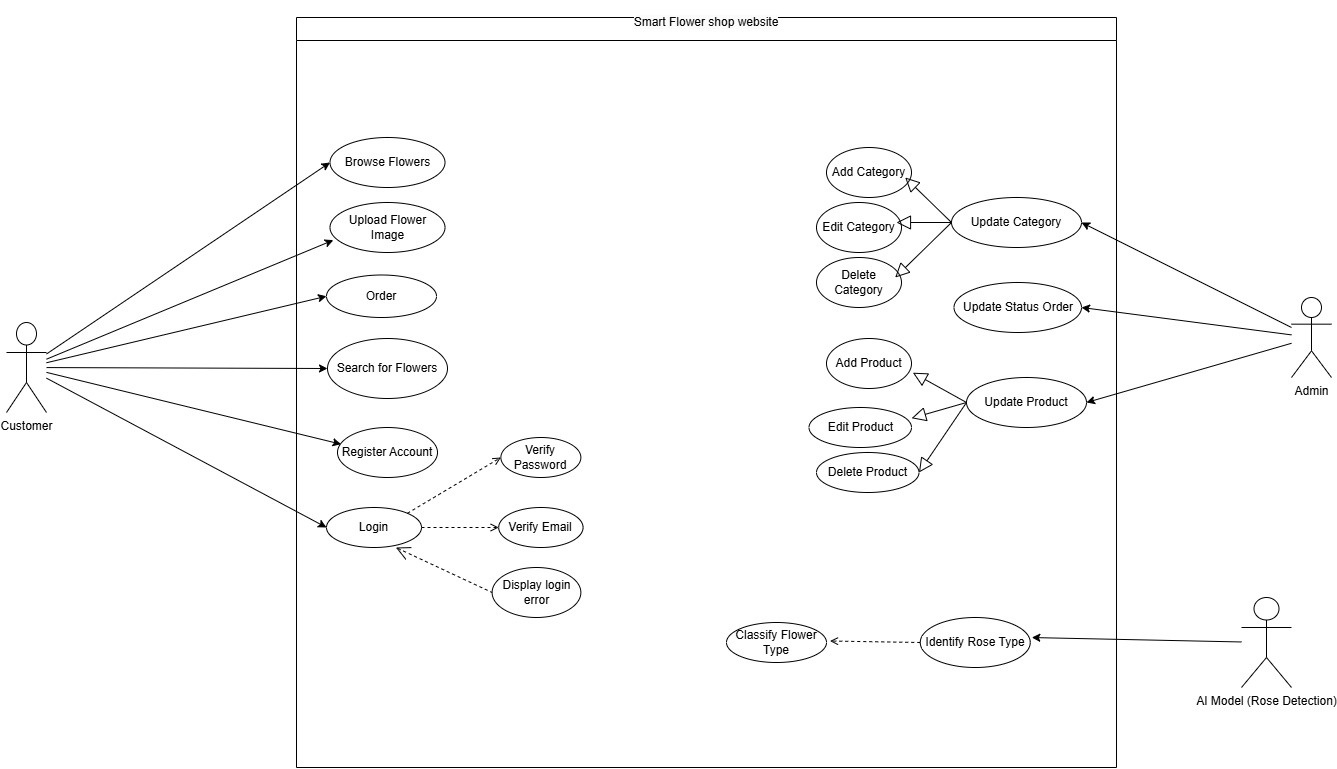 Smart Flower shop website
Browse Flowers
Upload Flower
Image
Order
Search for Flowers
Register Account
Login
Verify
Password
Verify Email
Display login
error
Customer
Add Category
Edit Category
Delete
Category
Update Category
Update Status Order
Add Product
Edit Product
Delete Product
Update Product
Admin
Classify Flower
Type
Identify Rose Type
AI Model (Rose Detection)